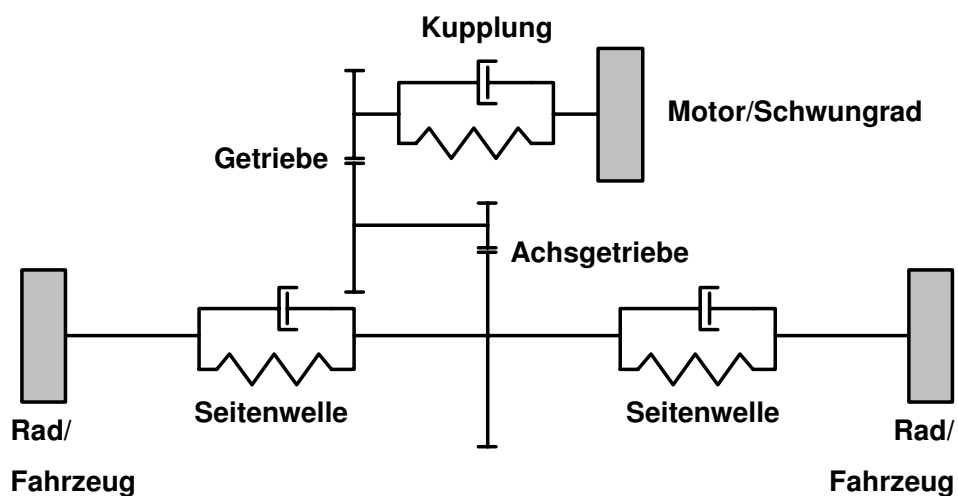 Kupplung
Motor/Schwungrad
Getriebe
Achsgetriebe
Seitenwelle
Seitenwelle
Rad/
Fahrzeug
Rad/
Fahrzeug